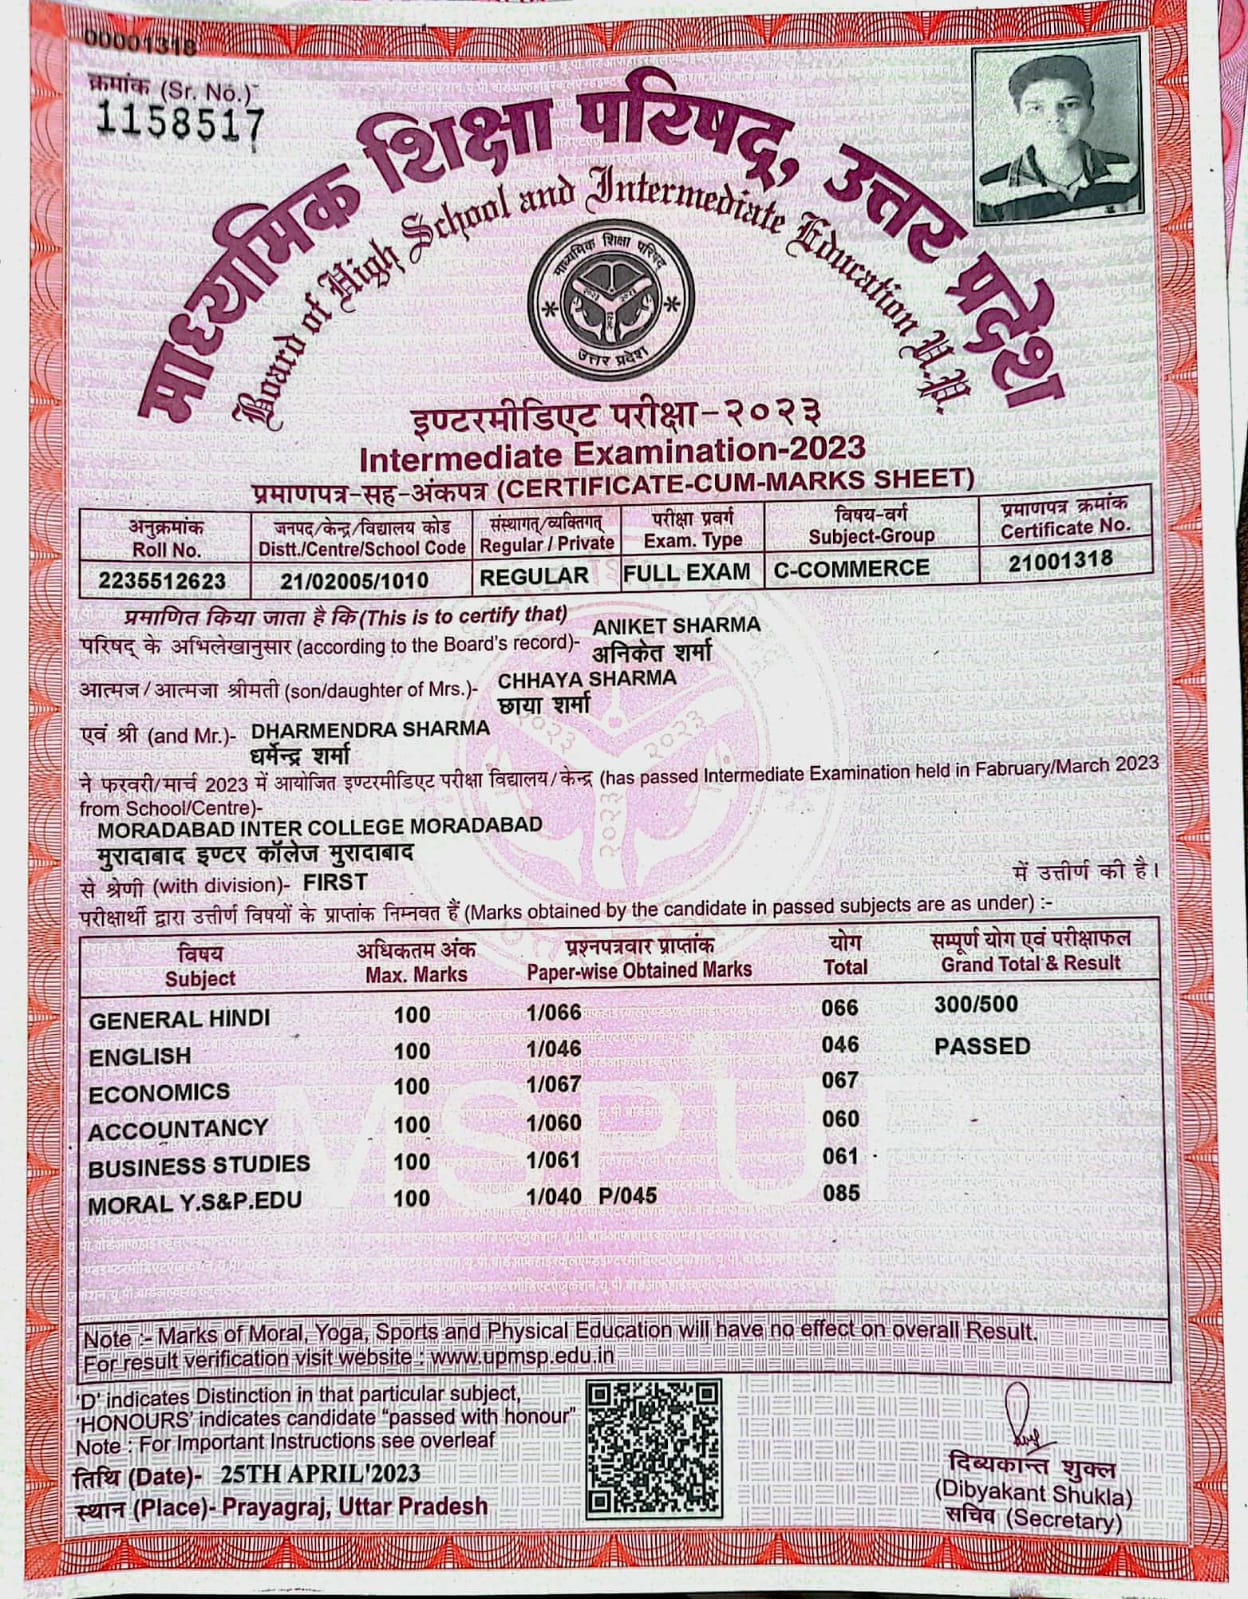 00001318
क्रमांक (Sr. No.)
1158517
माध्यमिक शिक्षा परिषद्, उत्तर प्रदेश
Board of High School and Intermediate Education U.P.
माध्यमिक शिक्षा परिषद
२०२३ २०२३
२०२३
उत्तर प्रदेश
इण्टरमीडिएट परीक्षा-२०२३
Intermediate Examination-2023
प्रमाणपत्र-सह-अंकपत्र (CERTIFICATE-CUM-MARKS SHEET)
अनुक्रमांक जनपद/केन्द्र/विद्यालय कोड संस्थागत/व्यक्तिगत परीक्षा प्रवर्ग विषय-वर्ग प्रमाणपत्र क्रमांक
Roll No. Distt./Centre/School Code Regular / Private Exam. Type Subject-Group Certificate No.
2235512623 21/02005/1010 REGULAR FULL EXAM C-COMMERCE 21001318
प्रमाणित किया जाता है कि (This is to certify that)
परिषद् के अभिलेखानुसार (according to the Board's record)- ANIKET SHARMA
अनिकेत शर्मा
आत्मज/आत्मजा श्रीमती (son/daughter of Mrs.)- CHHAYA SHARMA
छाया शर्मा
एवं श्री (and Mr.)- DHARMENDRA SHARMA
धर्मेन्द्र शर्मा
ने फरवरी/मार्च 2023 में आयोजित इण्टरमीडिएट परीक्षा विद्यालय/केन्द्र (has passed Intermediate Examination held in Fabruary/March 2023
from School/Centre)-
MORADABAD INTER COLLEGE MORADABAD
मुरादाबाद इण्टर कॉलेज मुरादाबाद
से श्रेणी (with division)- FIRST में उत्तीर्ण की है।
परीक्षार्थी द्वारा उत्तीर्ण विषयों के प्राप्तांक निम्नवत हैं (Marks obtained by the candidate in passed subjects are as under) :-
विषय अधिकतम अंक प्रश्नपत्रवार प्राप्तांक योग सम्पूर्ण योग एवं परीक्षाफल
Subject Max. Marks Paper-wise Obtained Marks Total Grand Total & Result
GENERAL HINDI 100 1/066 066 300/500
ENGLISH 100 1/046 046 PASSED
ECONOMICS 100 1/067 067
ACCOUNTANCY 100 1/060 060
BUSINESS STUDIES 100 1/061 061
MORAL Y.S&P.EDU 100 1/040 P/045 085
Note :- Marks of Moral, Yoga, Sports and Physical Education will have no effect on overall Result.
For result verification visit website : www.upmsp.edu.in
'D' indicates Distinction in that particular subject,
'HONOURS' indicates candidate "passed with honour"
Note : For Important Instructions see overleaf
तिथि (Date)- 25TH APRIL'2023
स्थान (Place)- Prayagraj, Uttar Pradesh
दिब्यकान्त शुक्ल
(Dibyakant Shukla)
सचिव (Secretary)